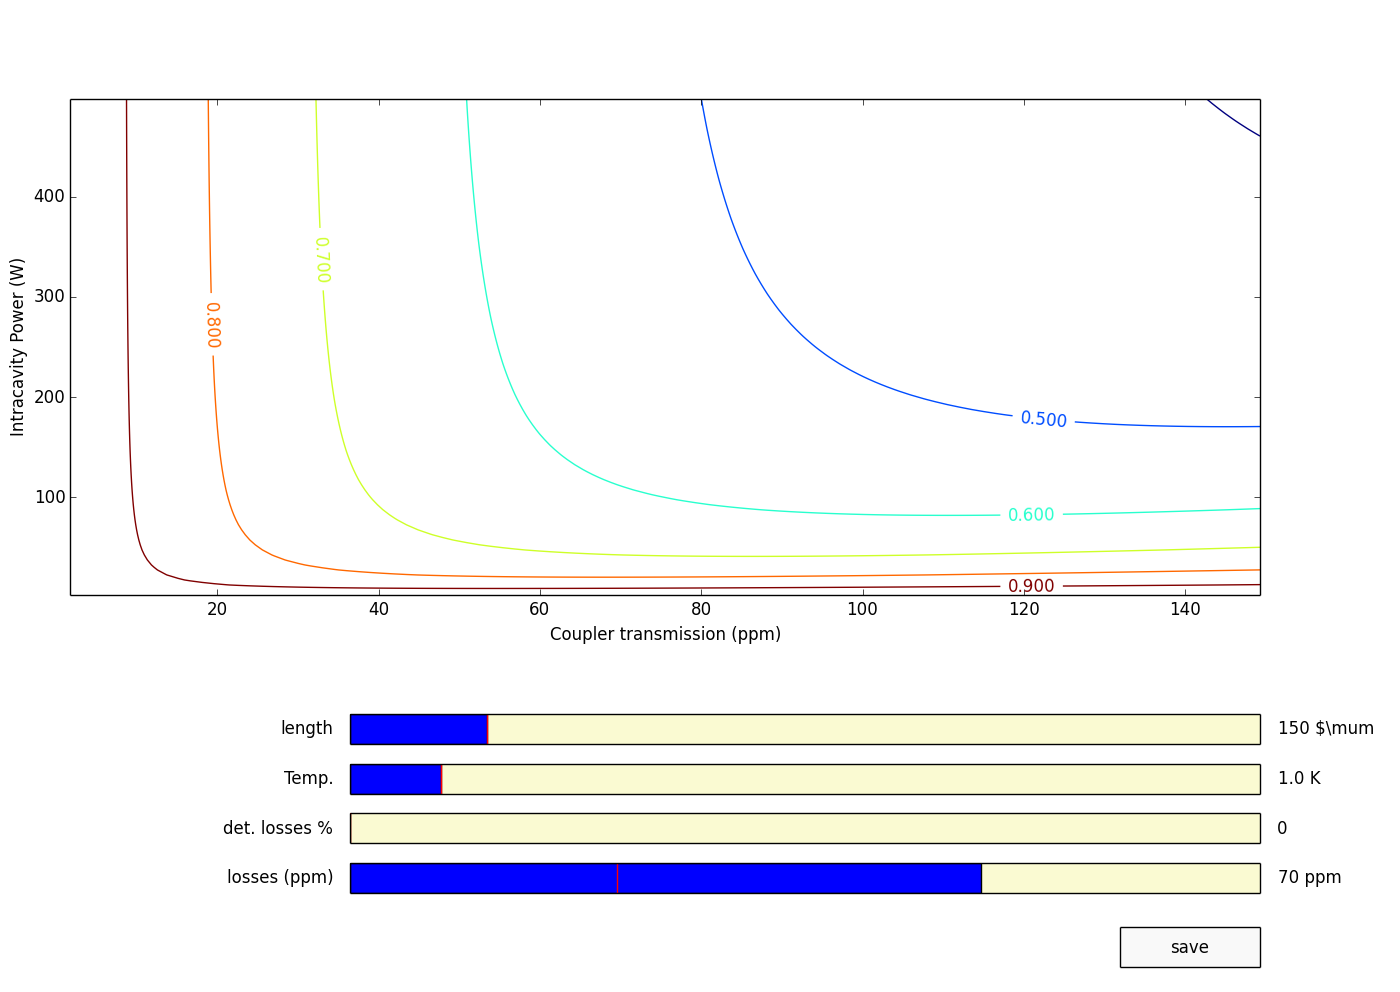 400
300
200
100
Intracavity Power (W)
0.700
0.800
0.500
0.600
0.900
20 40 60 80 100 120 140
Coupler transmission (ppm)
length 150 $\mum
Temp. 1.0 K
det. losses % 0
losses (ppm) 70 ppm
save